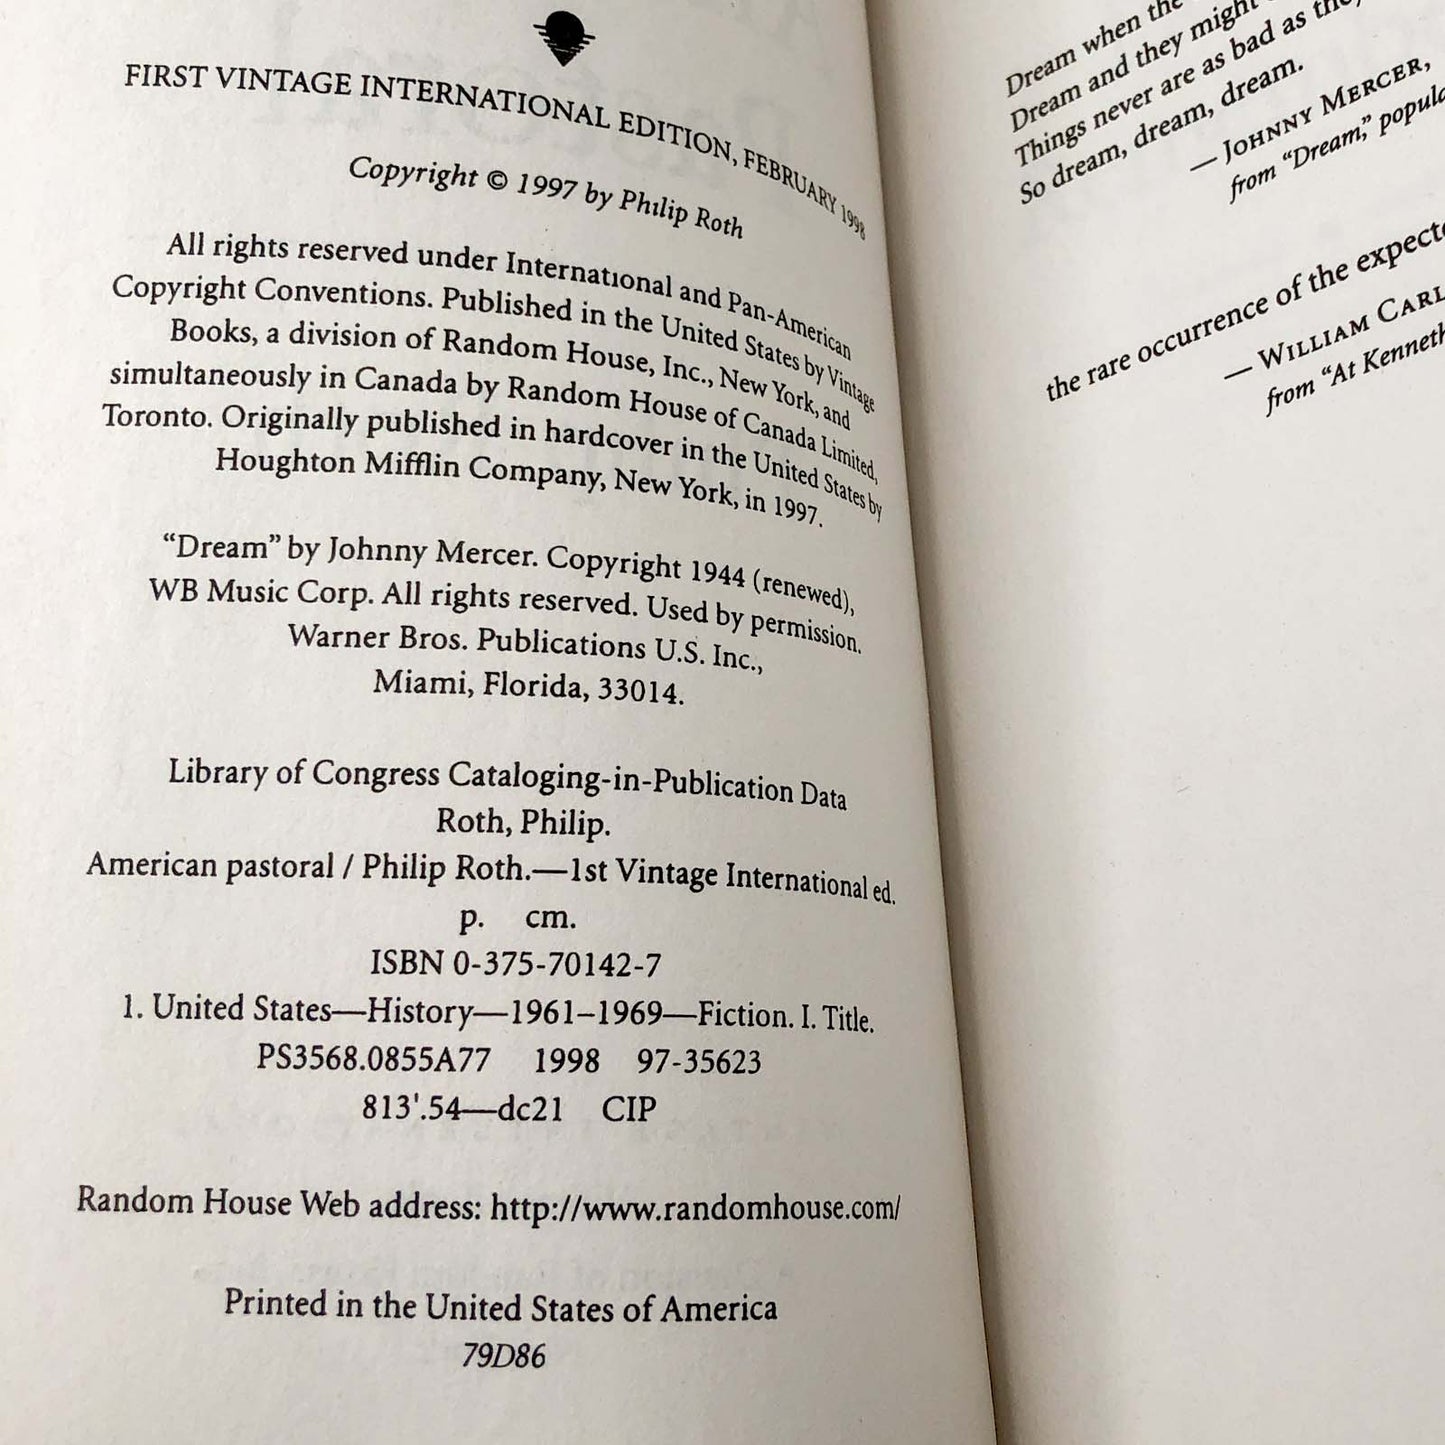 FIRST VINTAGE INTERNATIONAL EDITION, FEBRUARY 1998
Copyright © 1997 by Philip Roth
All rights reserved under International and Pan-American
Copyright Conventions. Published in the United States by Vintage
Books, a division of Random House, Inc., New York, and
simultaneously in Canada by Random House of Canada Limited,
Toronto. Originally published in hardcover in the United States by
Houghton Mifflin Company, New York, in 1997.
“Dream” by Johnny Mercer. Copyright 1944 (renewed),
WB Music Corp. All rights reserved. Used by permission.
Warner Bros. Publications U.S. Inc.,
Miami, Florida, 33014.
Library of Congress Cataloging-in-Publication Data
Roth, Philip.
American pastoral / Philip Roth.—1st Vintage International ed.
p. cm.
ISBN 0-375-70142-7
1. United States—History—1961–1969—Fiction. I. Title.
PS3568.0855A77 1998 97-35623
813'.54—dc21 CIP
Random House Web address: http://www.randomhouse.com/
Printed in the United States of America
79D86
Dream when the
Dream and they might
Things never are as bad as they
So dream, dream, dream.
— JOHNNY MERCER,
from “Dream,” popula
the rare occurrence of the expecte
— WILLIAM CARL
from “At Kenneth